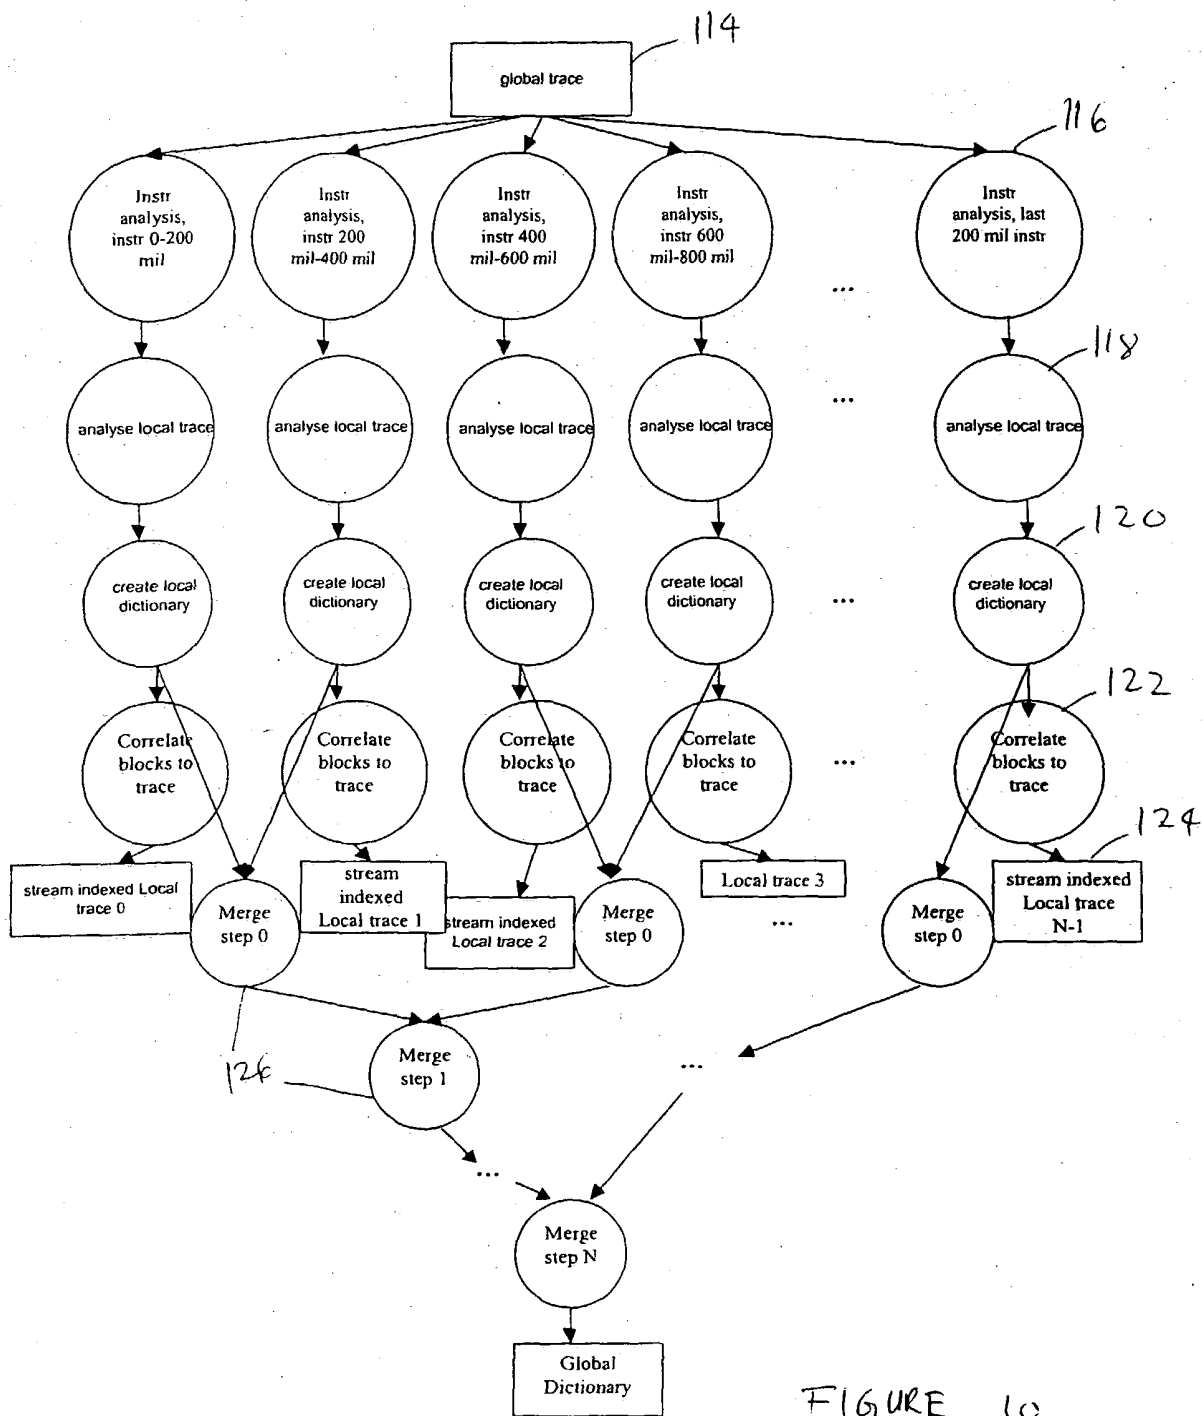 114
global trace
116
Instr
analysis,
instr 0-200
mil
Instr
analysis,
instr 200
mil-400 mil
Instr
analysis,
instr 400
mil-600 mil
Instr
analysis,
instr 600
mil-800 mil
...
Instr
analysis, last
200 mil instr
118
analyse local trace
analyse local trace
analyse local trace
analyse local trace
...
analyse local trace
120
create local
dictionary
create local
dictionary
create local
dictionary
create local
dictionary
...
create local
dictionary
122
Correlate
blocks to
trace
Correlate
blocks to
trace
Correlate
blocks to
trace
Correlate
blocks to
trace
...
Correlate
blocks to
trace
124
stream indexed Local
trace 0
Merge
step 0
stream
indexed
Local trace 1
stream indexed
Local trace 2
Merge
step 0
Local trace 3
...
Merge
step 0
stream indexed
Local trace
N-1
126
Merge
step 1
...
...
Merge
step N
Global
Dictionary
FIGURE 10